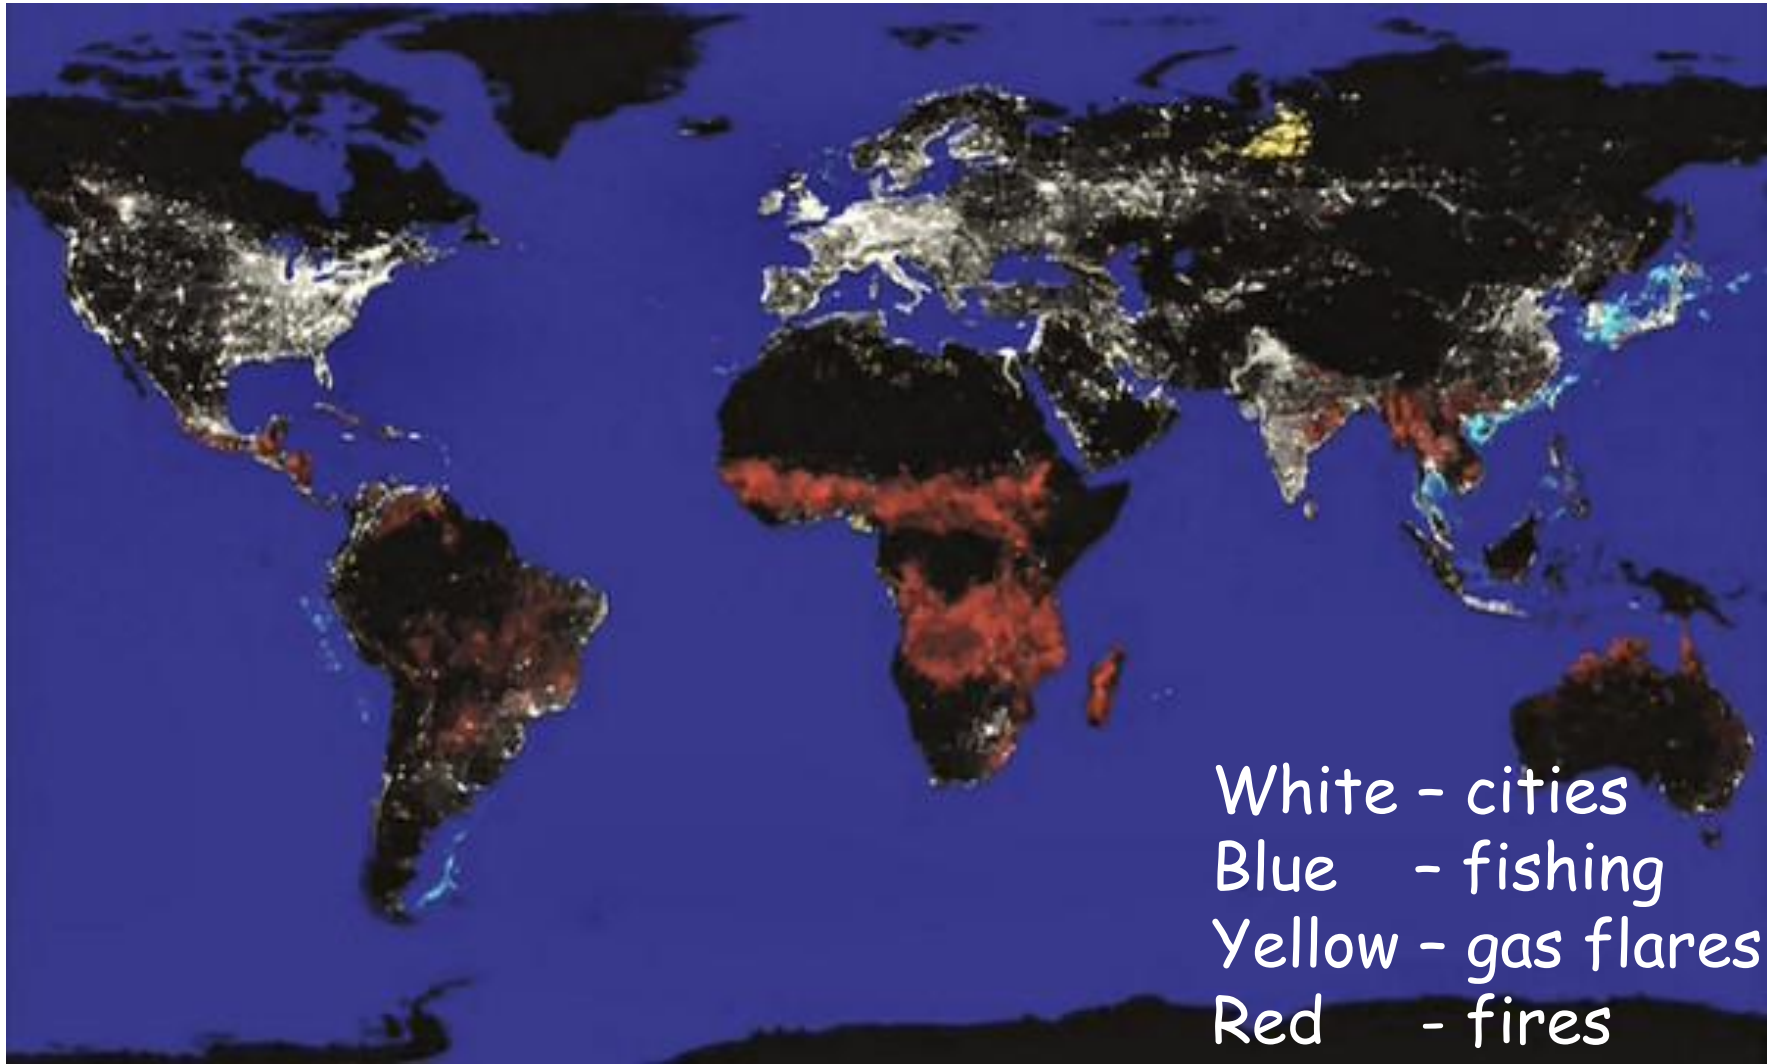 White - cities
Blue - fishing
Yellow - gas flares
Red - fires